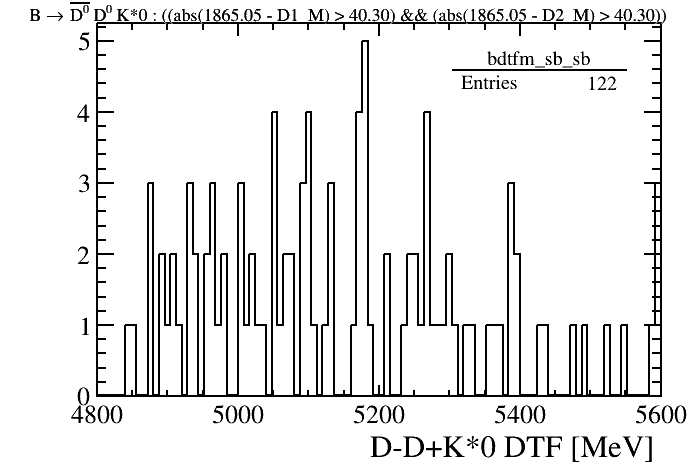 B → D⁰ D⁰ K*0 : ((abs(1865.05 - D1_M) > 40.30) && (abs(1865.05 - D2_M) > 40.30))
bdtfm_sb_sb
Entries 122
5
4
3
2
1
0
4800 5000 5200 5400 5600
D-D+K*0 DTF [MeV]